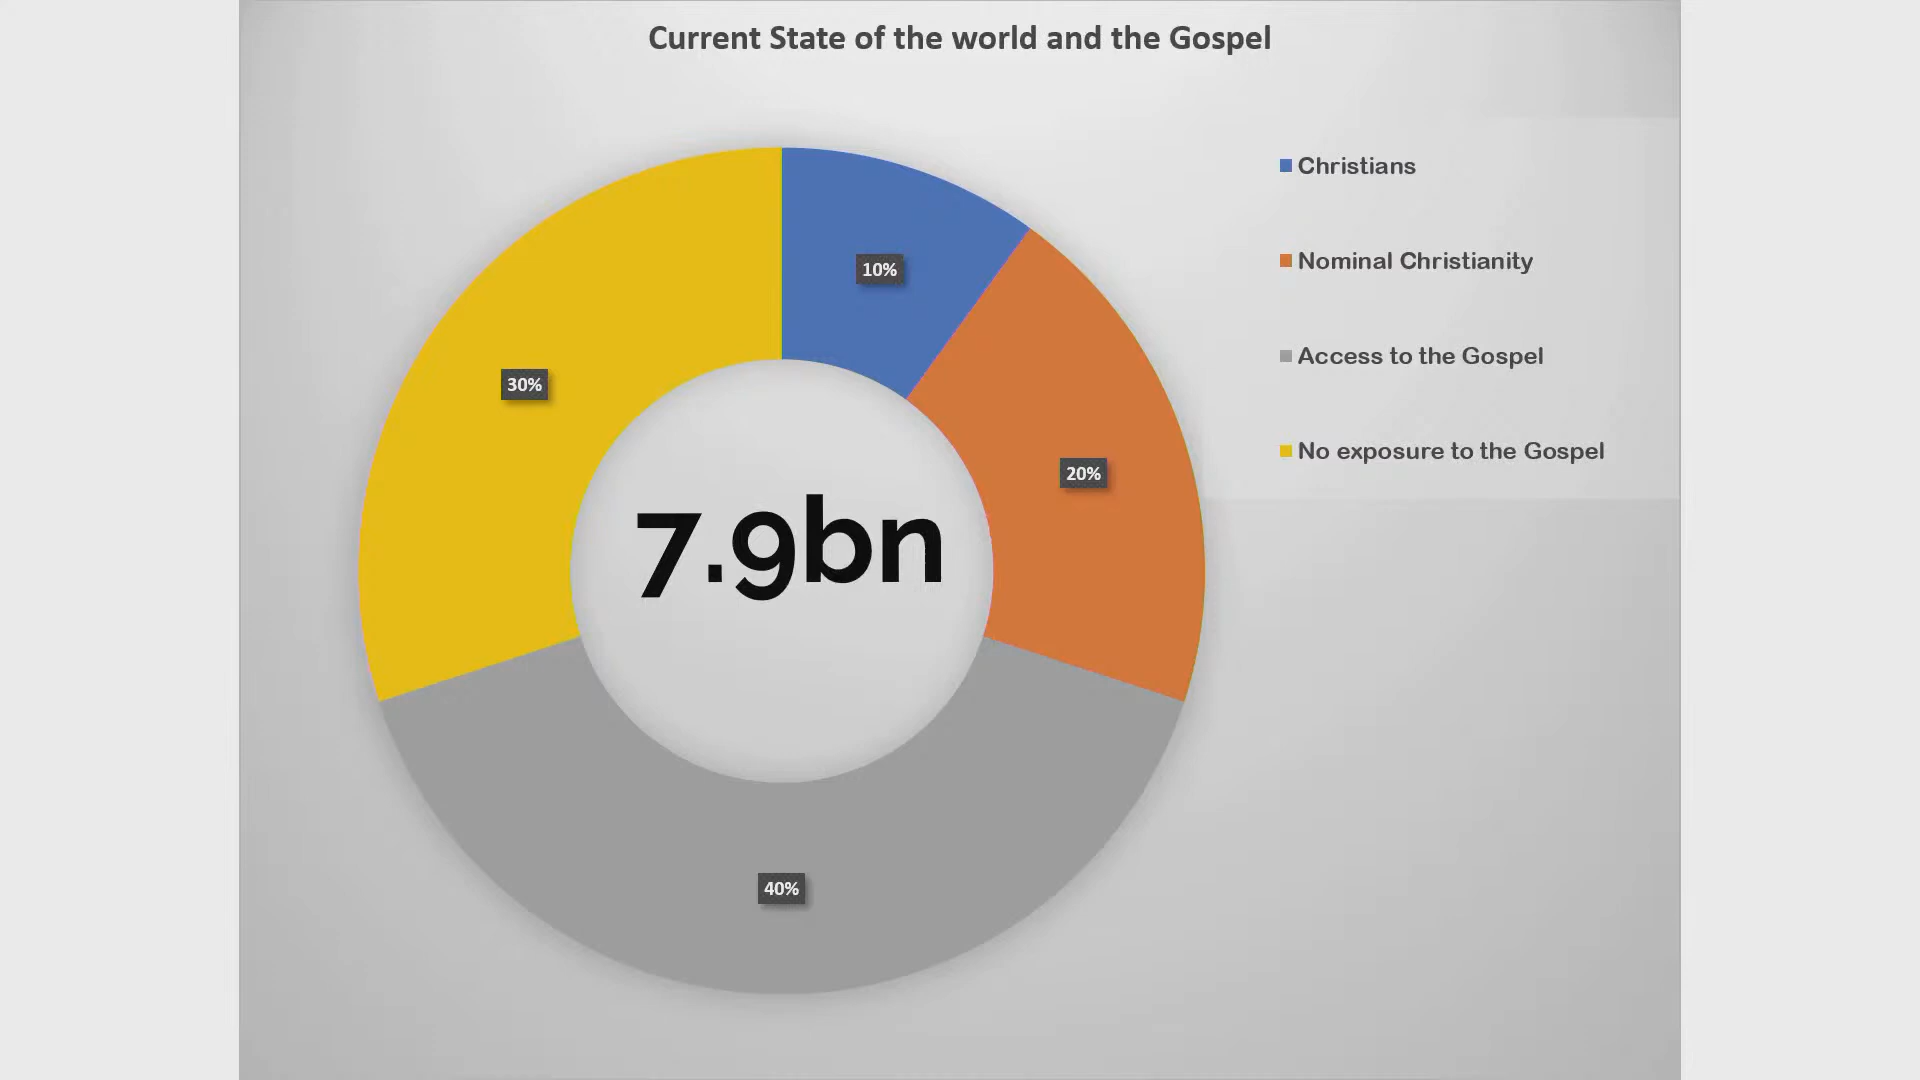 Current State of the world and the Gospel
Christians
10%
Nominal Christianity
Access to the Gospel
30%
No exposure to the Gospel
20%
7.9bn
40%